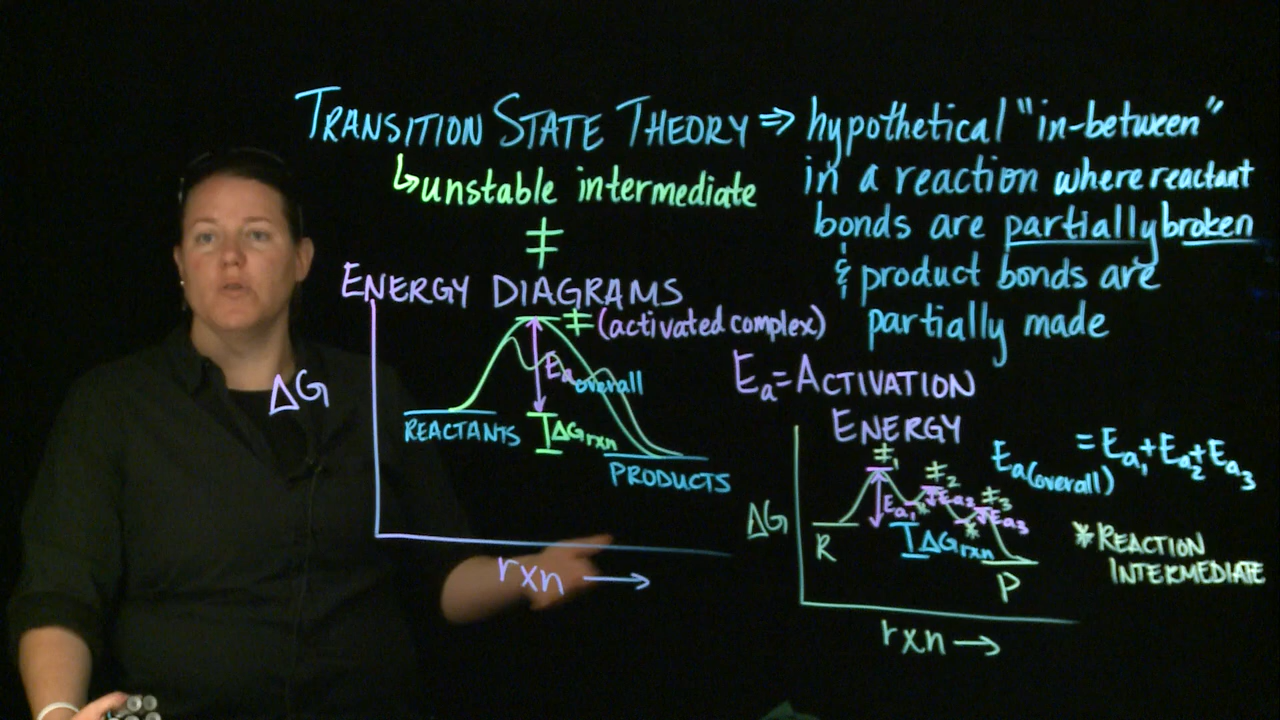 TRANSITION STATE THEORY ⇒ hypothetical "in-between"
in a reaction where reactant
bonds are partially broken
& product bonds are
partially made
↳ unstable intermediate
‡
ENERGY DIAGRAMS
‡ (activated complex)
Ea overall
ΔG
REACTANTS
ΔGrxn
PRODUCTS
rxn →
Ea = ACTIVATION
ENERGY
Ea(overall) = Ea1 + Ea2 + Ea3
‡1
‡2
‡3
Ea1
*
Ea2
*
Ea3
ΔG
R
ΔGrxn
P
rxn →
* REACTION
INTERMEDIATE